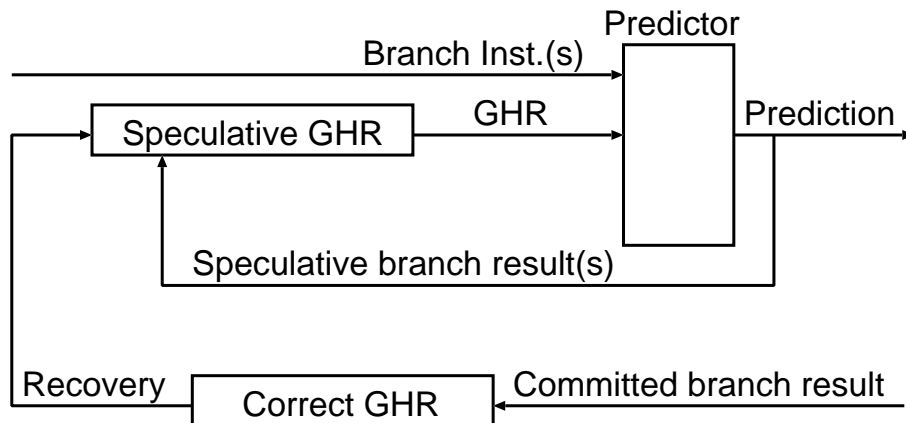 Predictor
Branch Inst.(s)
GHR
Prediction
Speculative GHR
Speculative branch result(s)
Recovery
Committed branch result
Correct GHR